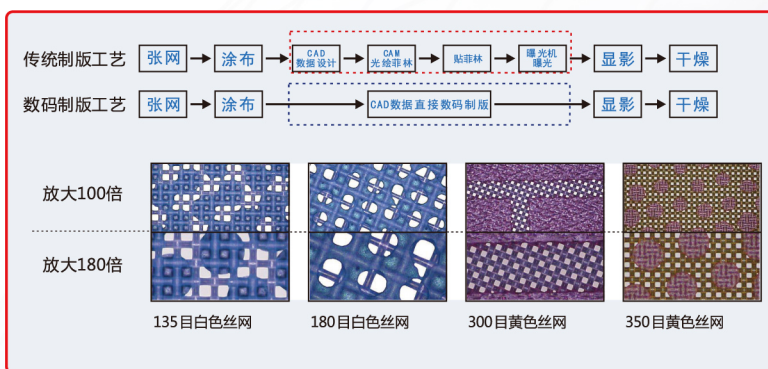 传统制版工艺 张网 涂布 CAD 数据设计 CAM 光绘菲林 贴菲林 曝光机 曝光 显影 干燥
数码制版工艺 张网 涂布 CAD数据直接数码制版 显影 干燥
放大100倍
放大180倍
135目白色丝网 180目白色丝网 300目黄色丝网 350目黄色丝网